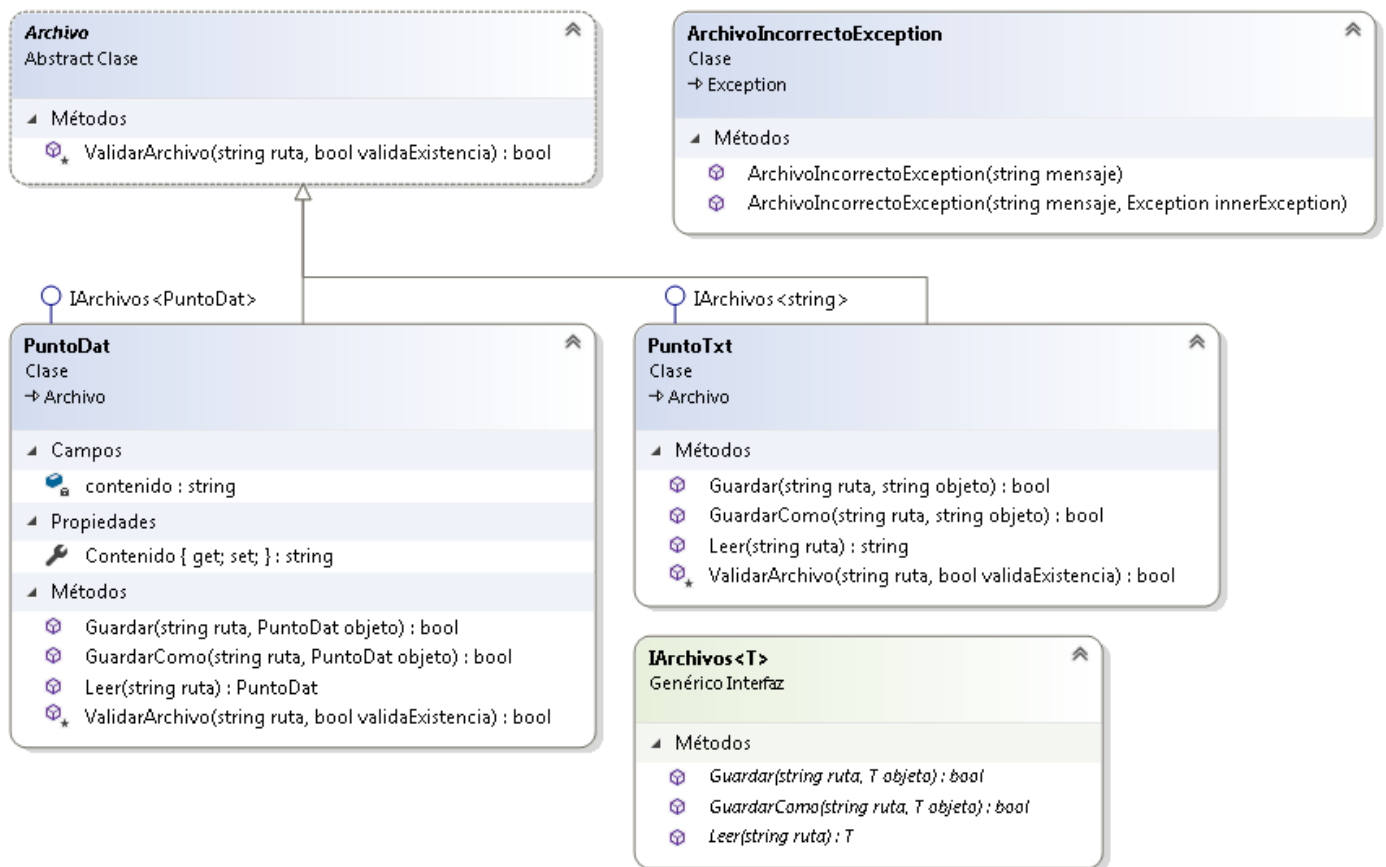 Archivo
Abstract Clase
Métodos
ValidarArchivo(string ruta, bool validaExistencia) : bool
ArchivoIncorrectoException
Clase
Exception
Métodos
ArchivoIncorrectoException(string mensaje)
ArchivoIncorrectoException(string mensaje, Exception innerException)
IArchivos<PuntoDat>
PuntoDat
Clase
Archivo
Campos
contenido : string
Propiedades
Contenido { get; set; } : string
Métodos
Guardar(string ruta, PuntoDat objeto) : bool
GuardarComo(string ruta, PuntoDat objeto) : bool
Leer(string ruta) : PuntoDat
ValidarArchivo(string ruta, bool validaExistencia) : bool
IArchivos<string>
PuntoTxt
Clase
Archivo
Métodos
Guardar(string ruta, string objeto) : bool
GuardarComo(string ruta, string objeto) : bool
Leer(string ruta) : string
ValidarArchivo(string ruta, bool validaExistencia) : bool
IArchivos<T>
Genérico Interfaz
Métodos
Guardar(string ruta, T objeto) : bool
GuardarComo(string ruta, T objeto) : bool
Leer(string ruta) : T